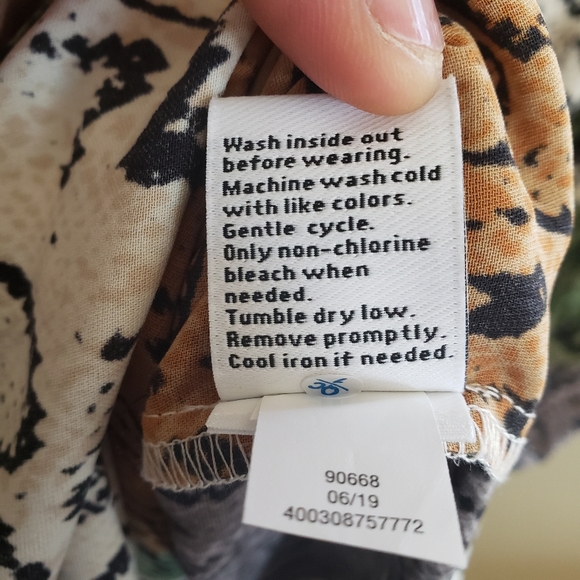 Wash inside out
before wearing.
Machine wash cold
with like colors.
Gentle cycle.
Only non-chlorine
bleach when
needed.
Tumble dry low.
Remove promptly.
Cool iron if needed.
90668
06/19
400308757772